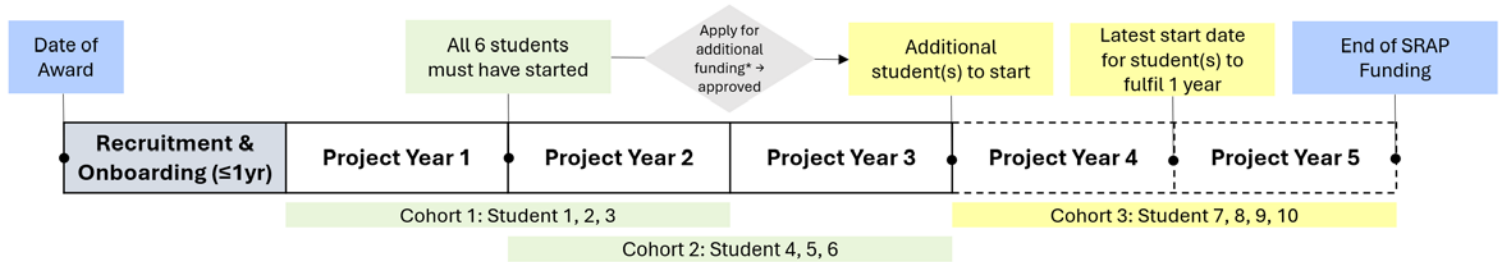 Date of
Award
All 6 students
must have started
Apply for
additional
funding* →
approved
Additional
student(s) to start
Latest start date
for student(s) to
fulfil 1 year
End of SRAP
Funding
Recruitment &
Onboarding (≤1yr)
Project Year 1
Project Year 2
Project Year 3
Project Year 4
Project Year 5
Cohort 1: Student 1, 2, 3
Cohort 3: Student 7, 8, 9, 10
Cohort 2: Student 4, 5, 6